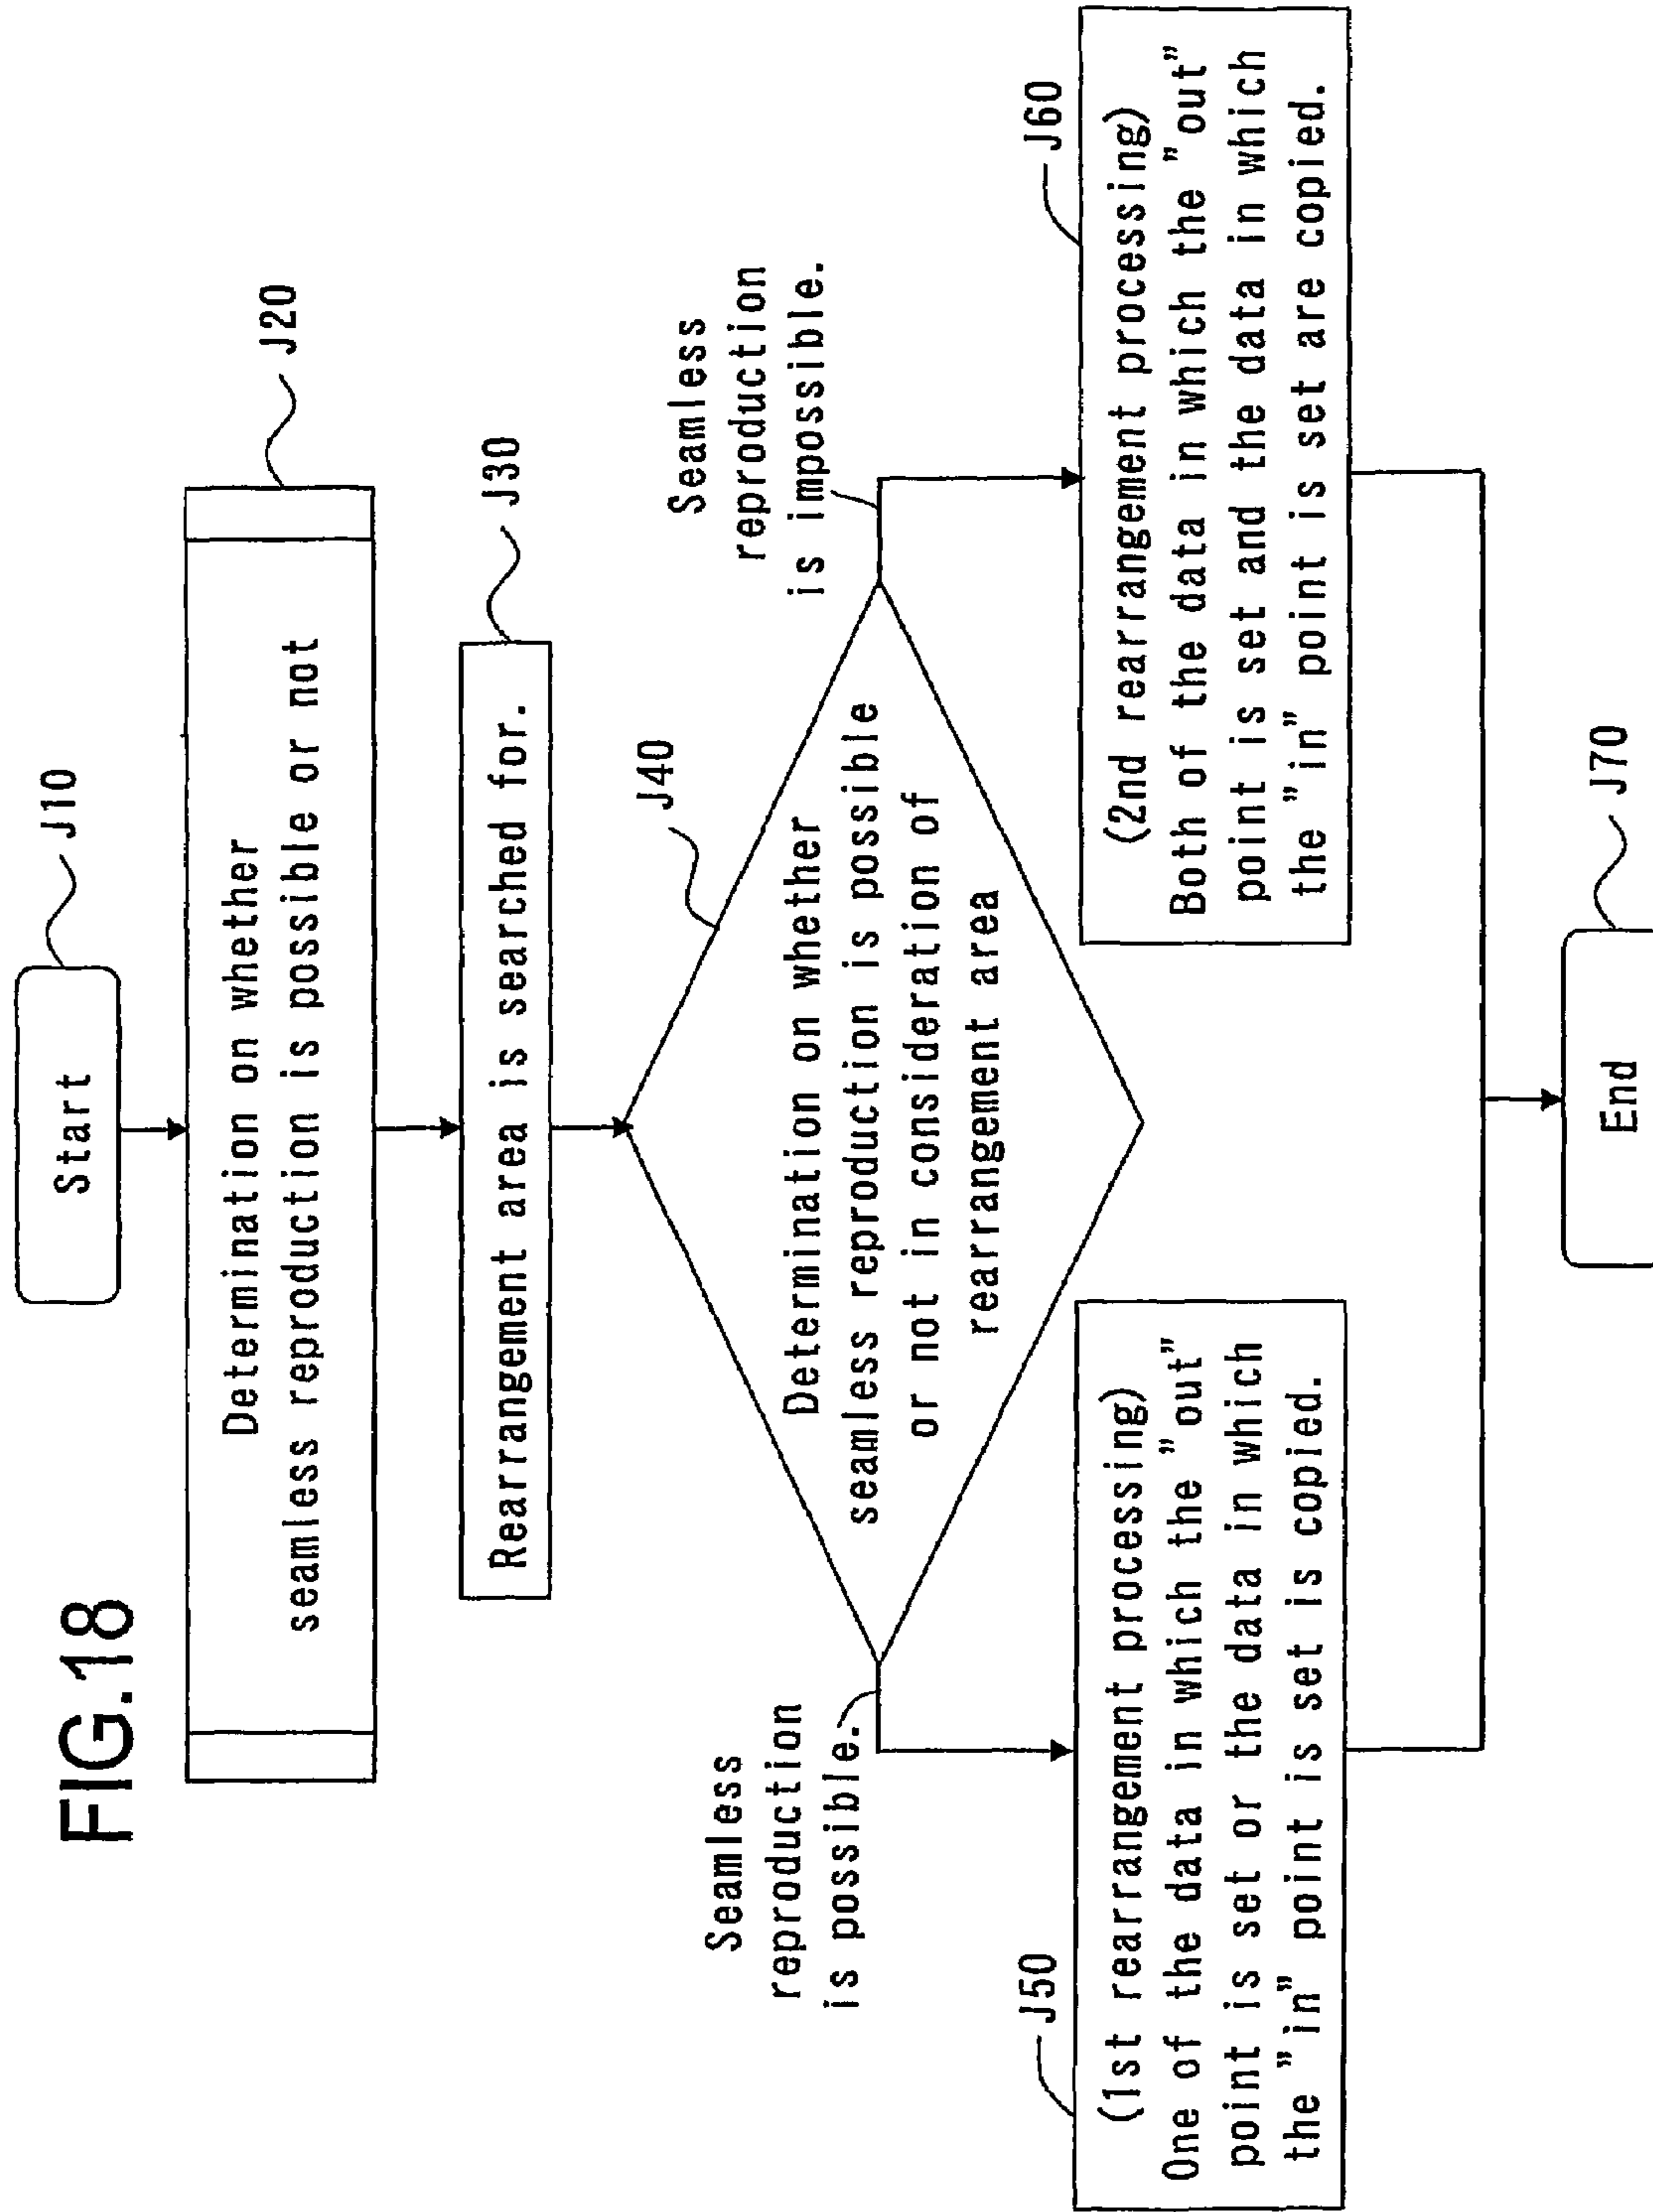 FIG.18
Start
J10
Determination on whether
seamless reproduction is possible or not
J20
Rearrangement area is searched for.
J30
Determination on whether
seamless reproduction is possible
or not in consideration of
rearrangement area
J40
Seamless
reproduction
is possible.
Seamless
reproduction
is impossible.
J50
(1st rearrangement processing)
One of the data in which the "out"
point is set or the data in which
the "in" point is set is copied.
J60
(2nd rearrangement processing)
Both of the data in which the "out"
point is set and the data in which
the "in" point is set are copied.
End
J70